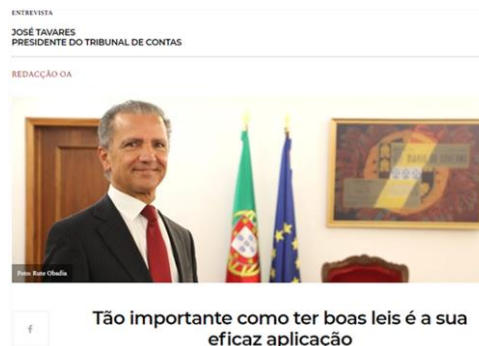 ENTREVISTA
JOSÉ TAVARES
PRESIDENTE DO TRIBUNAL DE CONTAS
REDACÇÃO OA
Foto: Rute Obadia
f
Tão importante como ter boas leis é a sua
eficaz aplicação